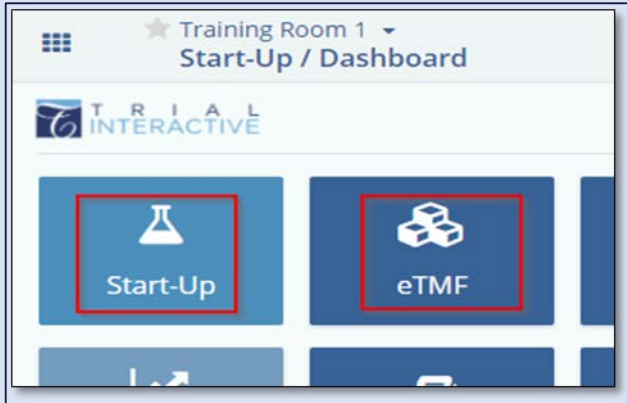 Training Room 1
Start-Up / Dashboard
TRIAL
INTERACTIVE
Start-Up
eTMF